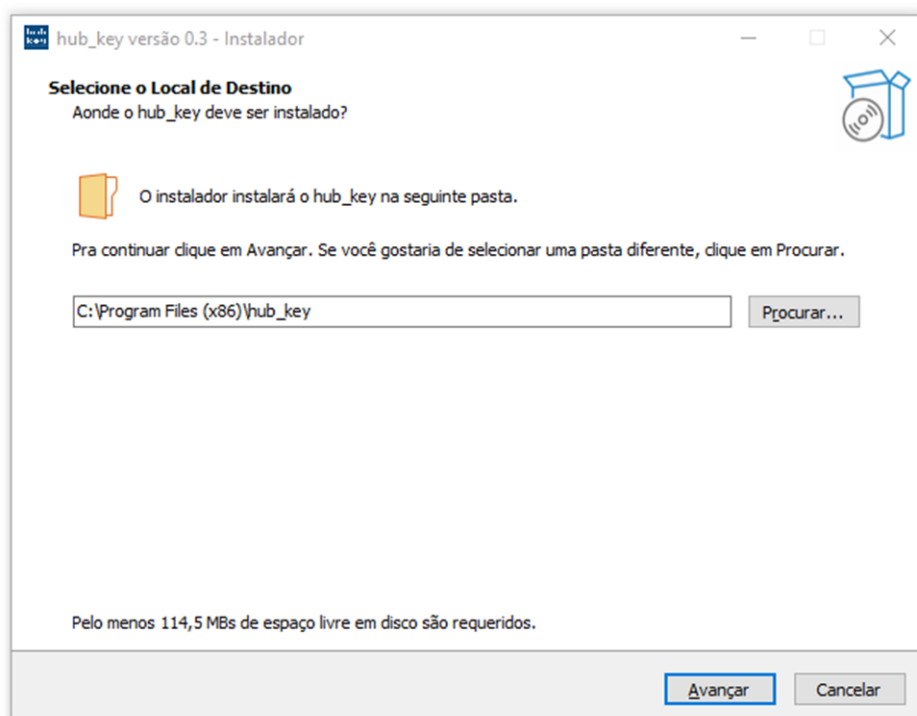 hub key
hub_key versão 0.3 - Instalador
Selecione o Local de Destino
Aonde o hub_key deve ser instalado?
O instalador instalará o hub_key na seguinte pasta.
Pra continuar clique em Avançar. Se você gostaria de selecionar uma pasta diferente, clique em Procurar.
C:\Program Files (x86)\hub_key
Procurar...
Pelo menos 114,5 MBs de espaço livre em disco são requeridos.
Avançar
Cancelar